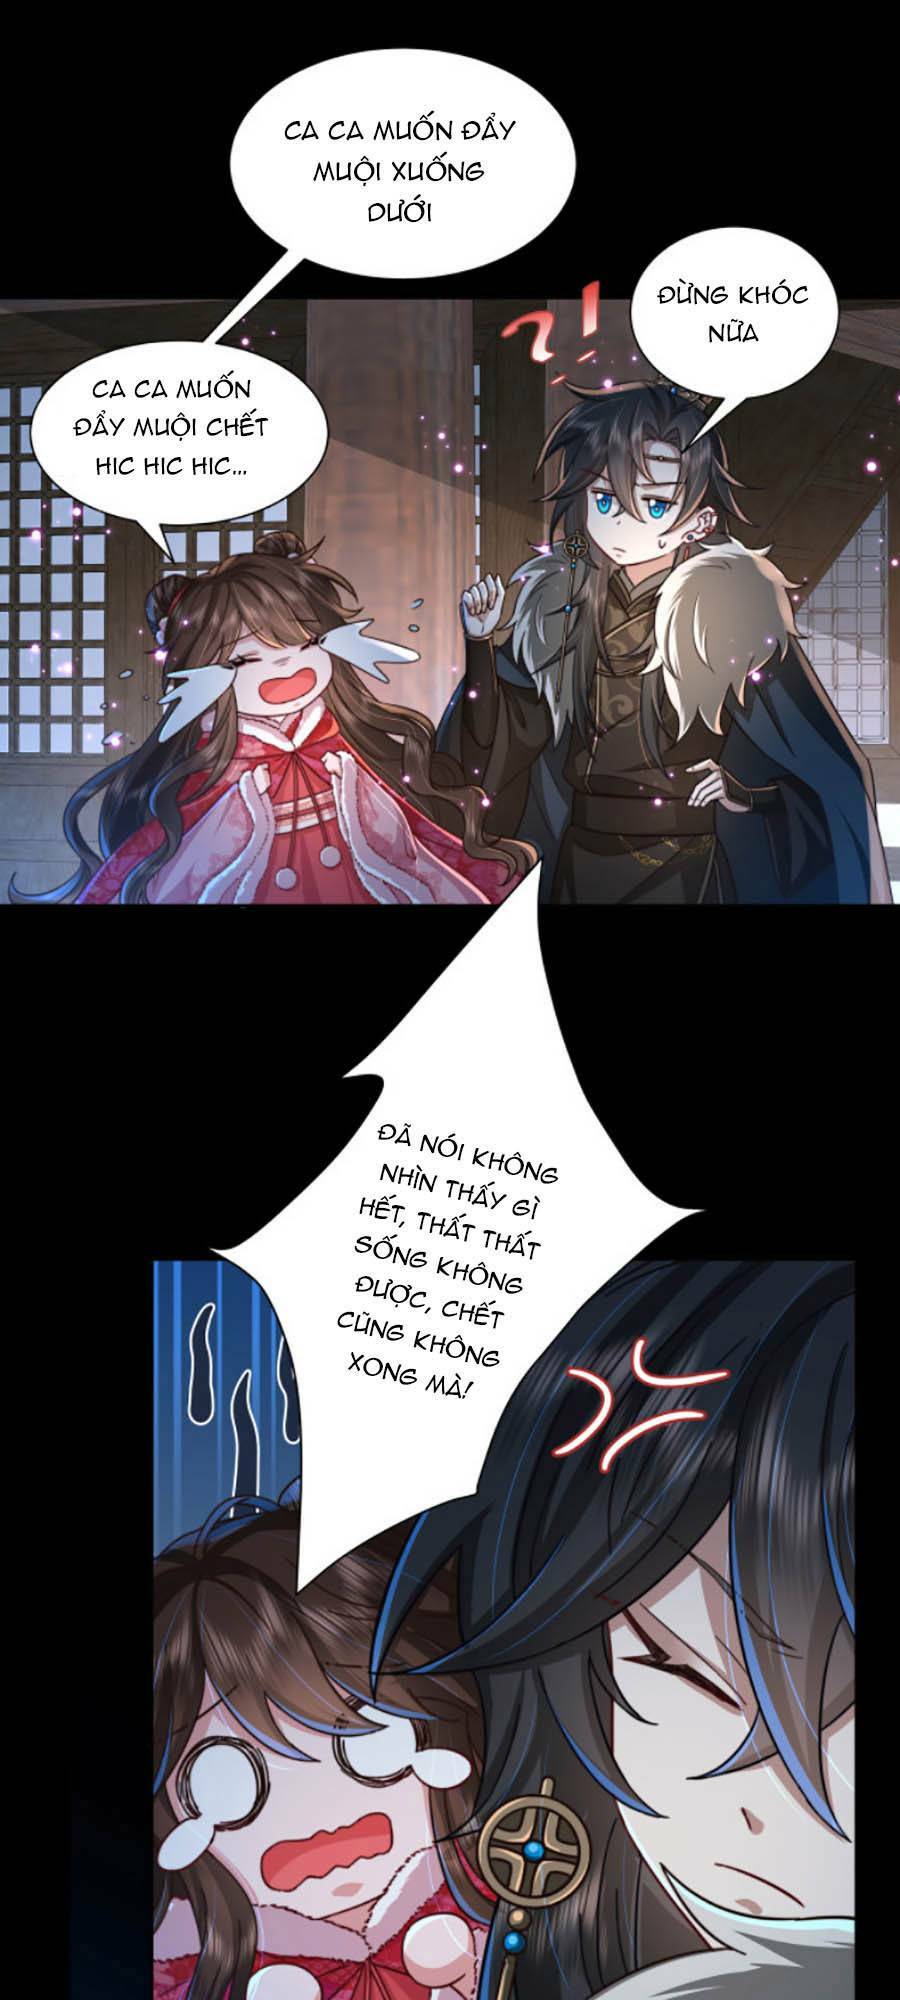 CA CA MUỐN ĐẨY
MUỘI XUỐNG
DƯỚI
ĐỪNG KHÓC
NỮA
CA CA MUỐN
ĐẨY MUỘI CHẾT
HIC HIC HIC...
?!
ĐÃ NÓI KHÔNG
NHÌN THẤY GÌ
HẾT, THẤT THẤT
SỐNG KHÔNG
ĐƯỢC, CHẾT
CŨNG KHÔNG
XONG MÀ!